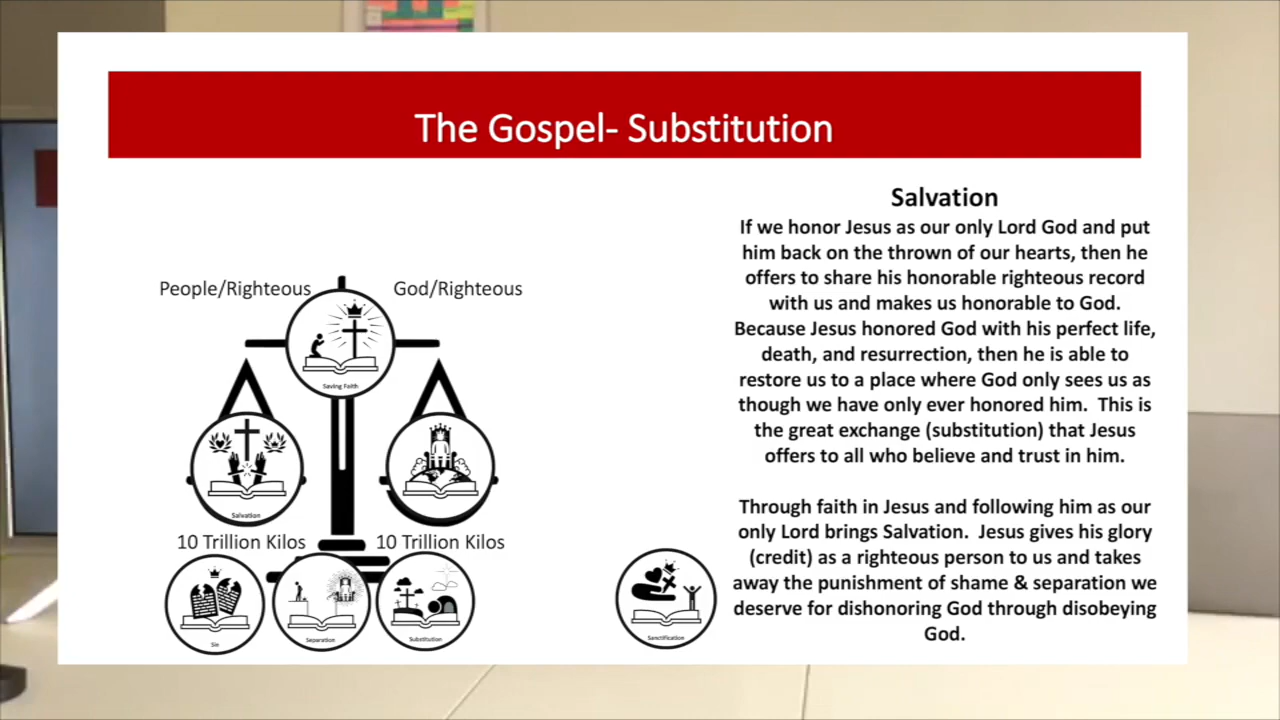 The Gospel- Substitution
People/Righteous
God/Righteous
Saving Faith
Salvation
10 Trillion Kilos
10 Trillion Kilos
Sin
Separation
Substitution
Sanctification
Salvation
If we honor Jesus as our only Lord God and put
him back on the thrown of our hearts, then he
offers to share his honorable righteous record
with us and makes us honorable to God.
Because Jesus honored God with his perfect life,
death, and resurrection, then he is able to
restore us to a place where God only sees us as
though we have only ever honored him.  This is
the great exchange (substitution) that Jesus
offers to all who believe and trust in him.
Through faith in Jesus and following him as our
only Lord brings Salvation.  Jesus gives his glory
(credit) as a righteous person to us and takes
away the punishment of shame & separation we
deserve for dishonoring God through disobeying
God.